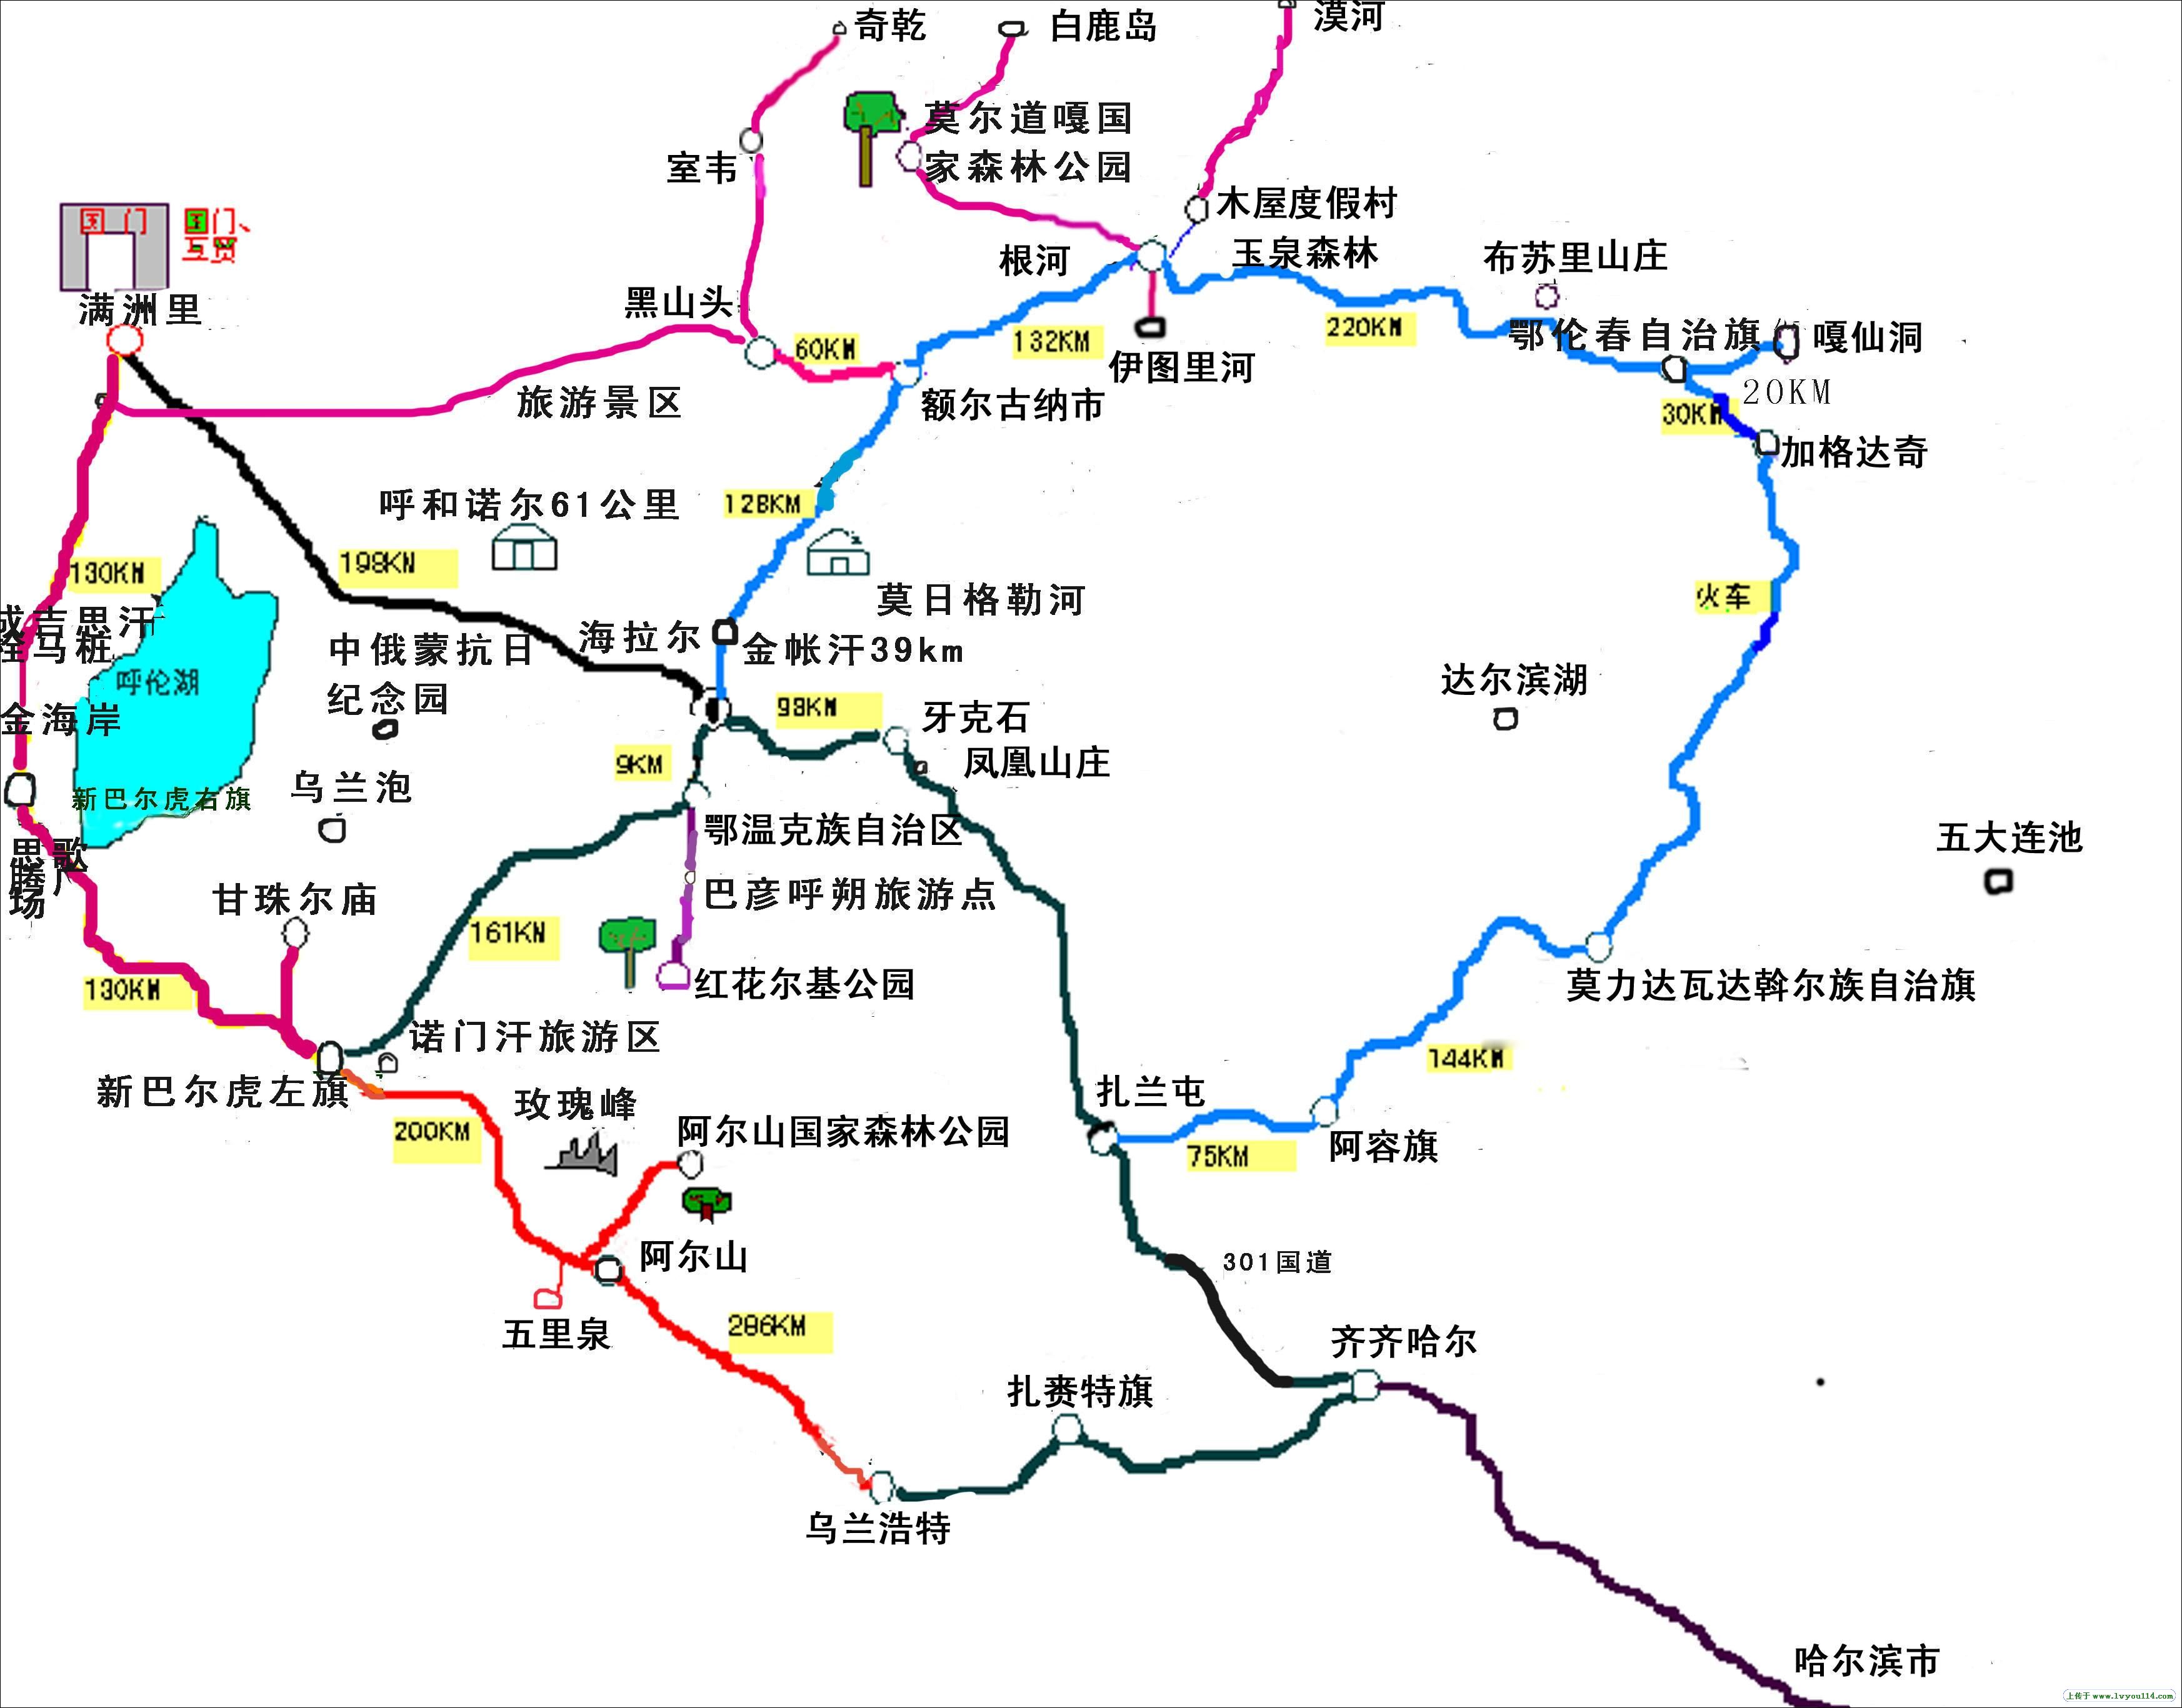 奇乾
白鹿岛
漠河
莫尔道嘎国
家森林公园
室韦
木屋度假村
国门
国门、
互贸
根河
玉泉森林
布苏里山庄
满洲里
黑山头
60KM
132KM
220KM
鄂伦春自治旗
嘎仙洞
伊图里河
20KM
旅游景区
额尔古纳市
30KM
加格达奇
呼和诺尔61公里
128KM
198KM
130KM
火车
莫日格勒河
成吉思汗
拴马桩
中俄蒙抗日
纪念园
海拉尔
金帐汗39km
呼伦湖
达尔滨湖
金海岸
98KM
牙克石
凤凰山庄
9KM
新巴尔虎右旗
乌兰泡
鄂温克族自治区
五大连池
思歌
腾广
场
甘珠尔庙
巴彦呼朔旅游点
161KM
130KM
红花尔基公园
莫力达瓦达斡尔族自治旗
诺门汗旅游区
144KM
新巴尔虎左旗
玫瑰峰
扎兰屯
200KM
阿尔山国家森林公园
75KM
阿容旗
阿尔山
301国道
五里泉
286KM
齐齐哈尔
扎赉特旗
乌兰浩特
哈尔滨市
上传于 www.lvyou114.com